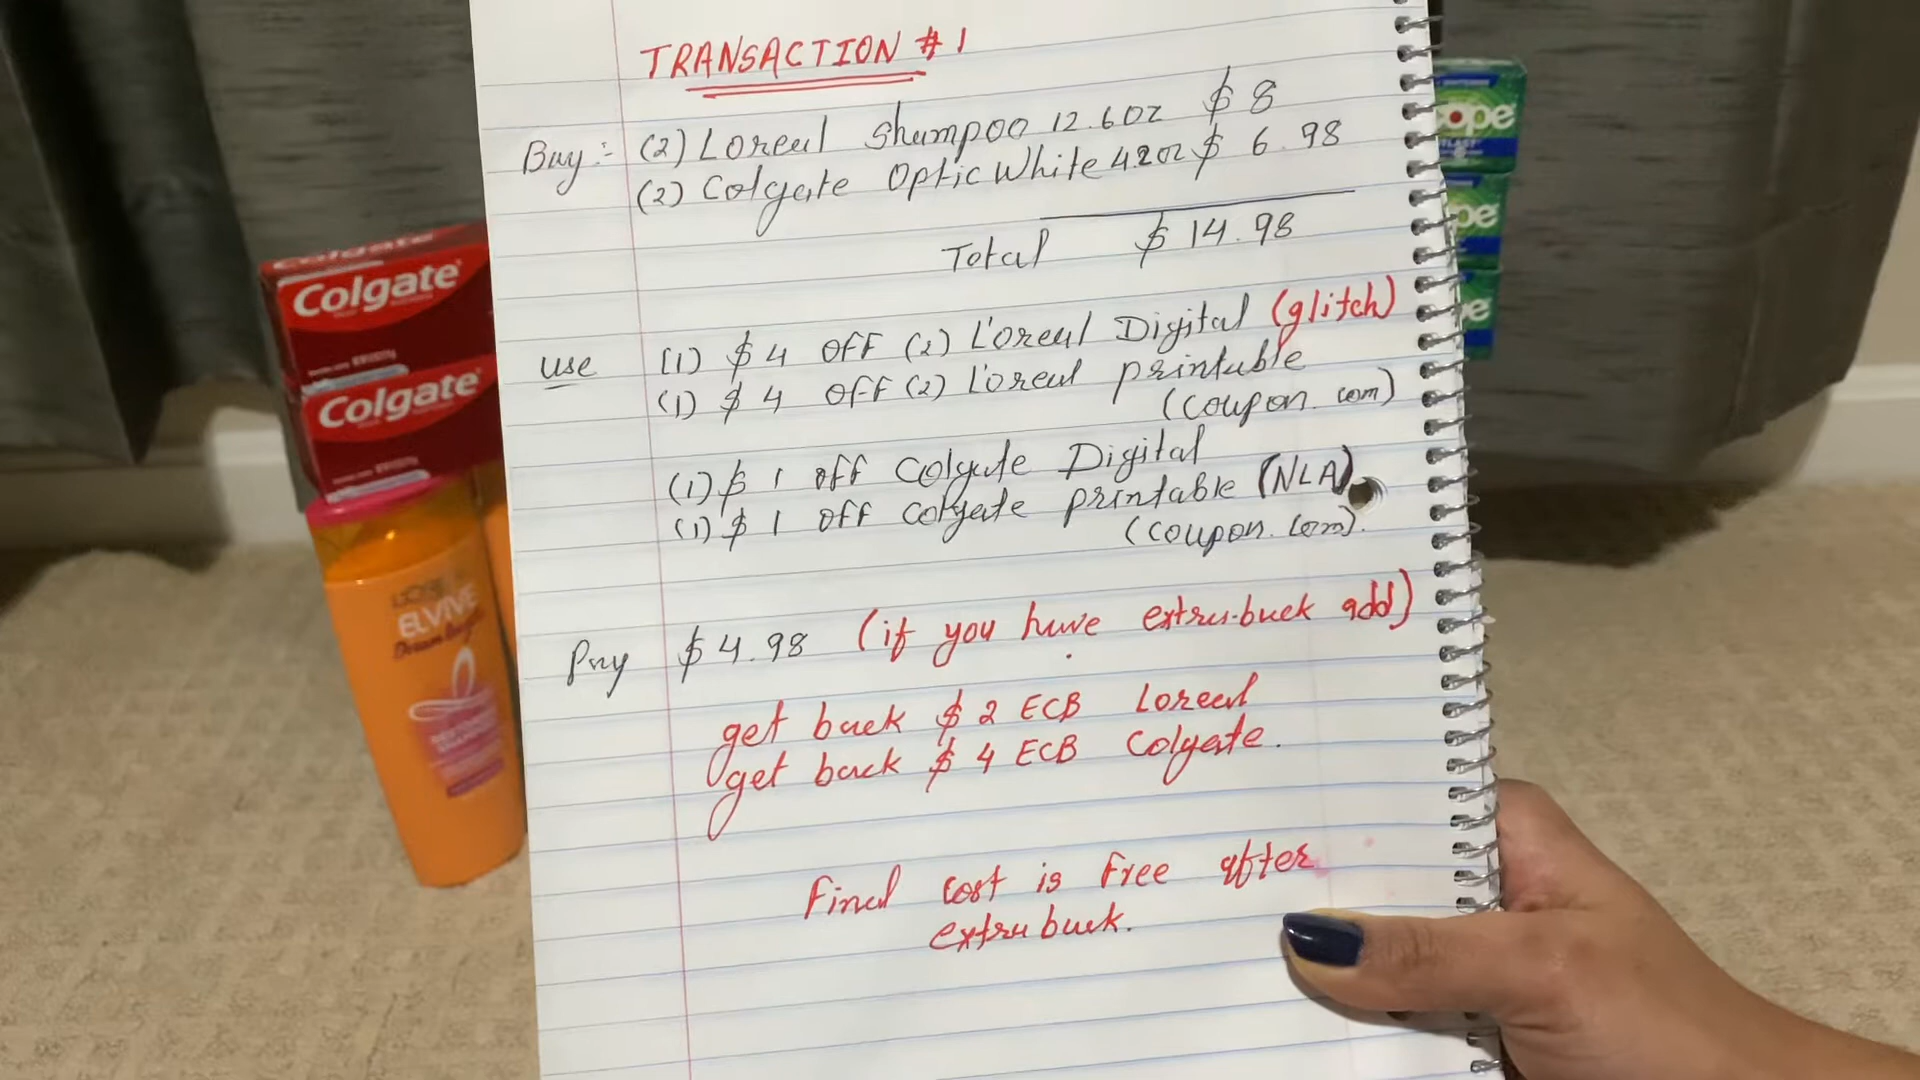 TRANSACTION # 1
Buy:- (2) Loreal Shampoo 12.6oz $ 8
(2) Colgate Optic White 4.2oz $ 6.98
Total $ 14.98
use (1) $ 4 off (2) L'oreal Digital (glitch)
(1) $ 4 off (2) L'oreal printable
(coupon.com)
(1) $ 1 off Colgate Digital
(1) $ 1 off Colgate printable (NLA)
(coupon.com).
Pay $ 4.98 (if you have extra-buck add)
get back $ 2 ECB Loreal
get back $ 4 ECB Colgate.
Final cost is Free after
extra buck.
Colgate
Colgate
ELVIVE
cope
pe
e